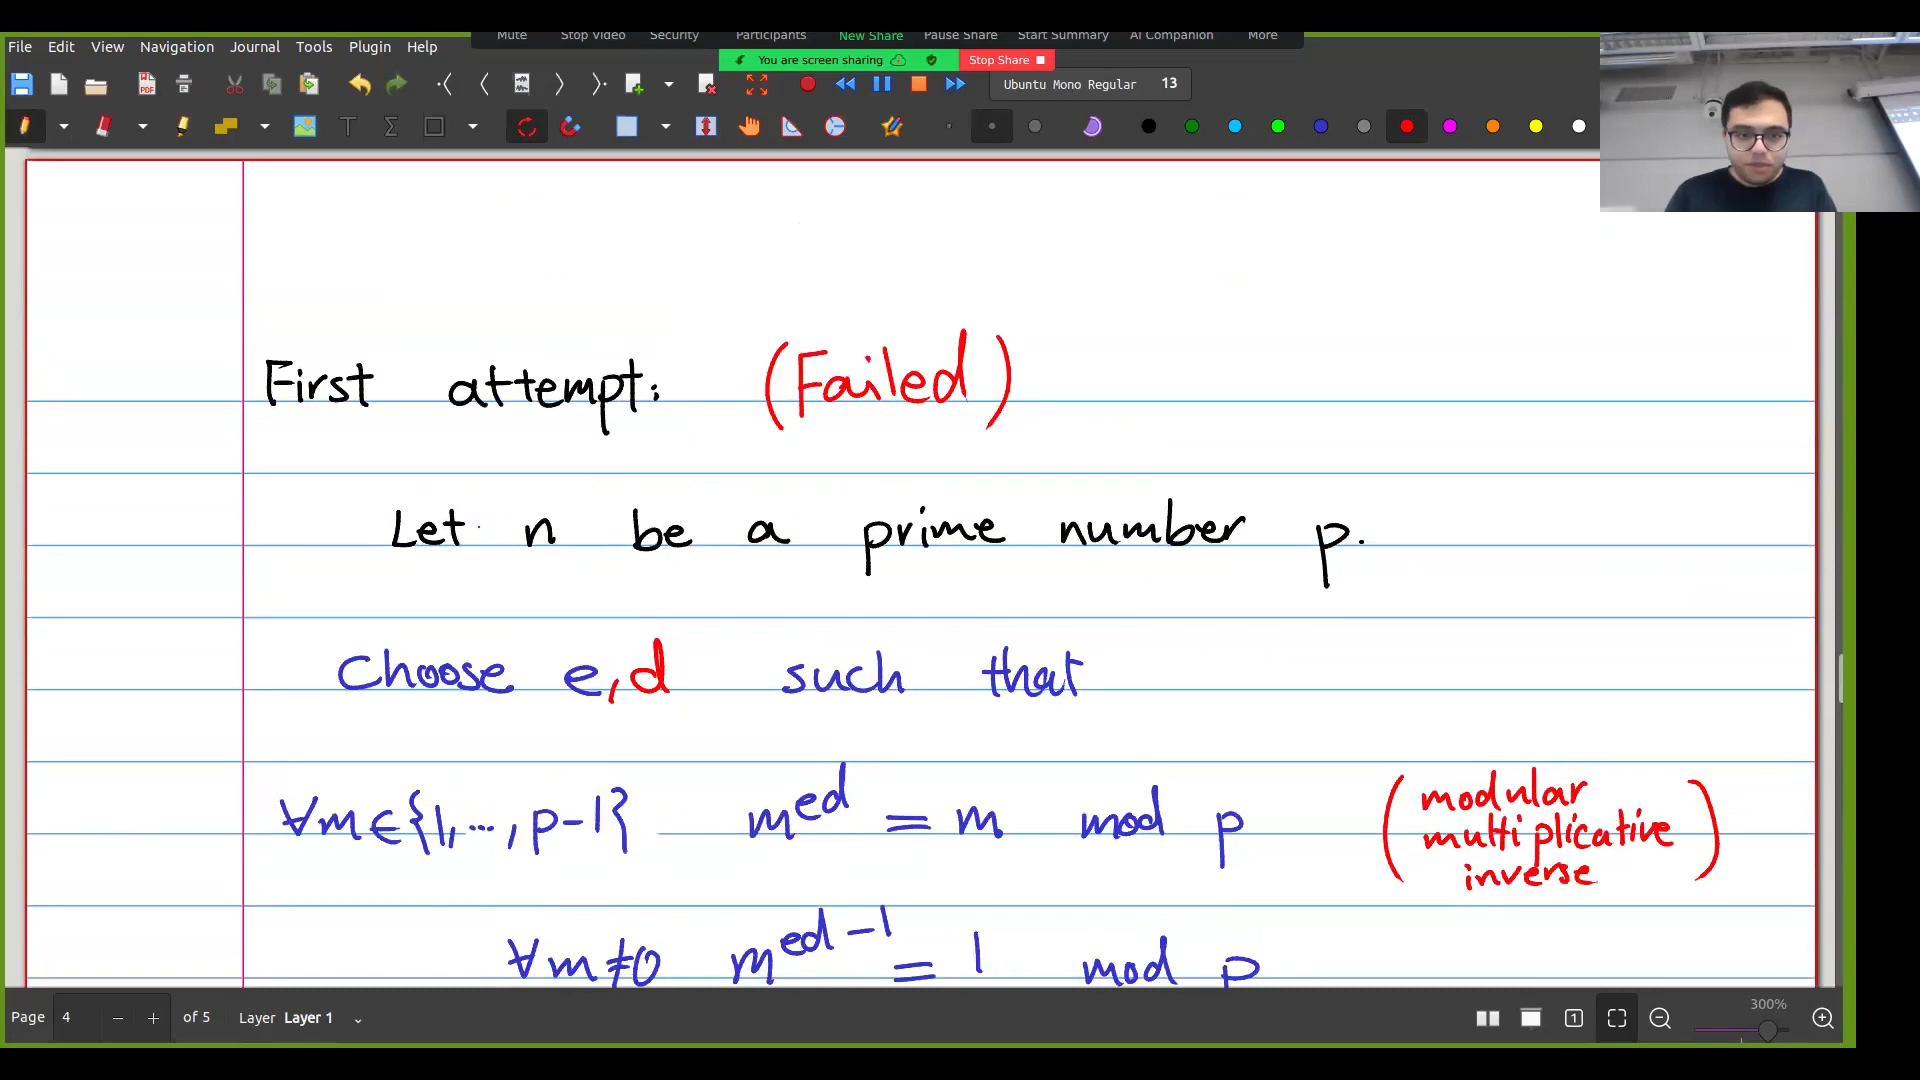 Mute Stop Video Security Participants New Share Pause Share Start Summary AI Companion More
File Edit View Navigation Journal Tools Plugin Help
You are screen sharing Stop Share
PDF Ubuntu Mono Regular 13
First attempt: (Failed)
Let n be a prime number p.
Choose e,d such that
∀m∈{1,...,p-1} m^ed = m mod p (modular multiplicative inverse)
∀m≠0 m^ed-1 = 1 mod p
Page 4 - + of 5 Layer Layer 1 1 300%